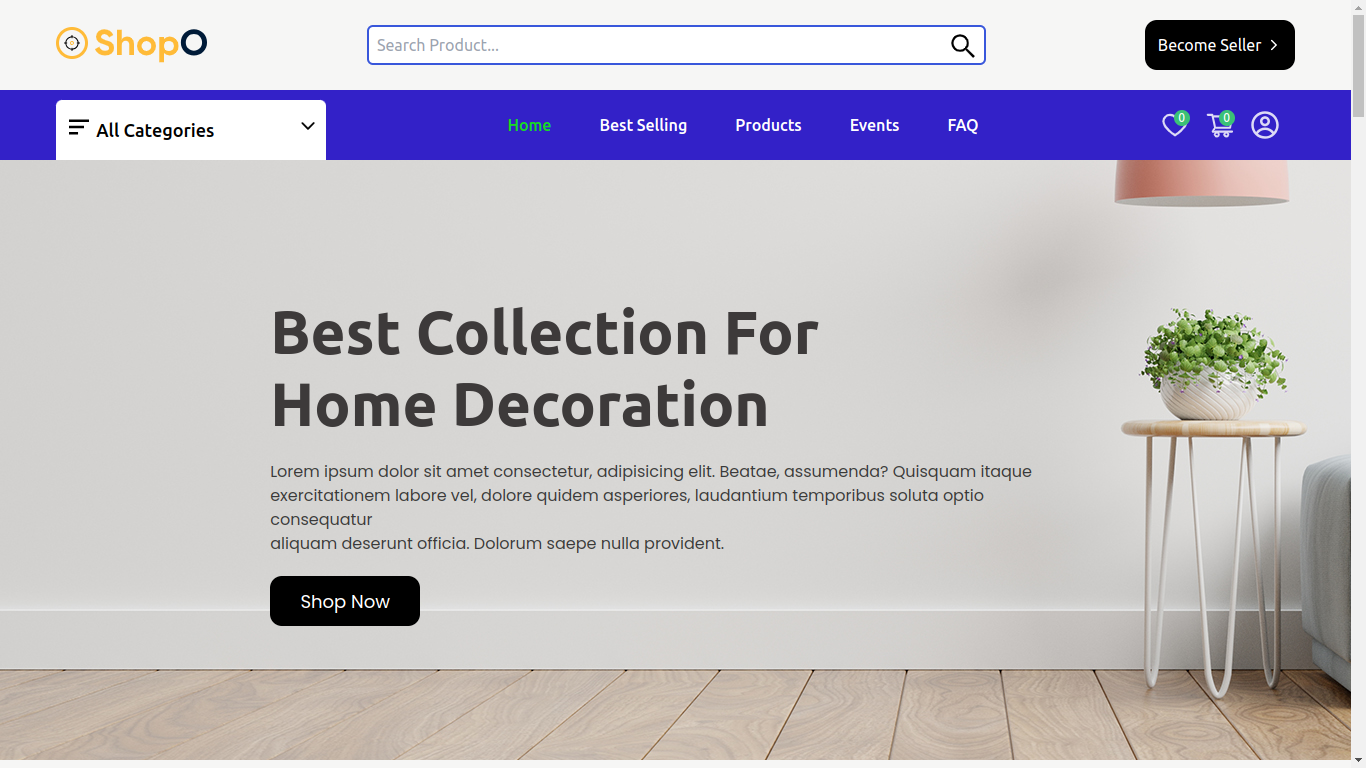 ShopO
Search Product...
Become Seller
All Categories
Home
Best Selling
Products
Events
FAQ
0
0
Best Collection For
Home Decoration
Lorem ipsum dolor sit amet consectetur, adipisicing elit. Beatae, assumenda? Quisquam itaque
exercitationem labore vel, dolore quidem asperiores, laudantium temporibus soluta optio
consequatur
aliquam deserunt officia. Dolorum saepe nulla provident.
Shop Now